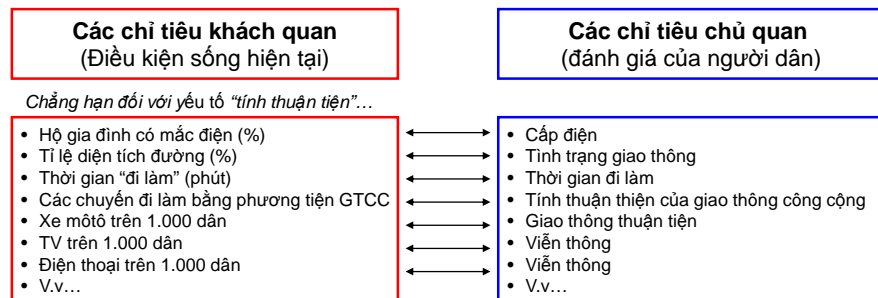 Các chỉ tiêu khách quan
(Điều kiện sống hiện tại)
Các chỉ tiêu chủ quan
(đánh giá của người dân)
Chẳng hạn đối với yếu tố “tính thuận tiện”…
• Hộ gia đình có mắc điện (%)
• Tỉ lệ diện tích đường (%)
• Thời gian “đi làm” (phút)
• Các chuyến đi làm bằng phương tiện GTCC
• Xe môtô trên 1.000 dân
• TV trên 1.000 dân
• Điện thoại trên 1.000 dân
• V.v…
• Cấp điện
• Tình trạng giao thông
• Thời gian đi làm
• Tính thuận thiện của giao thông công cộng
• Giao thông thuận tiện
• Viễn thông
• Viễn thông
• V.v…